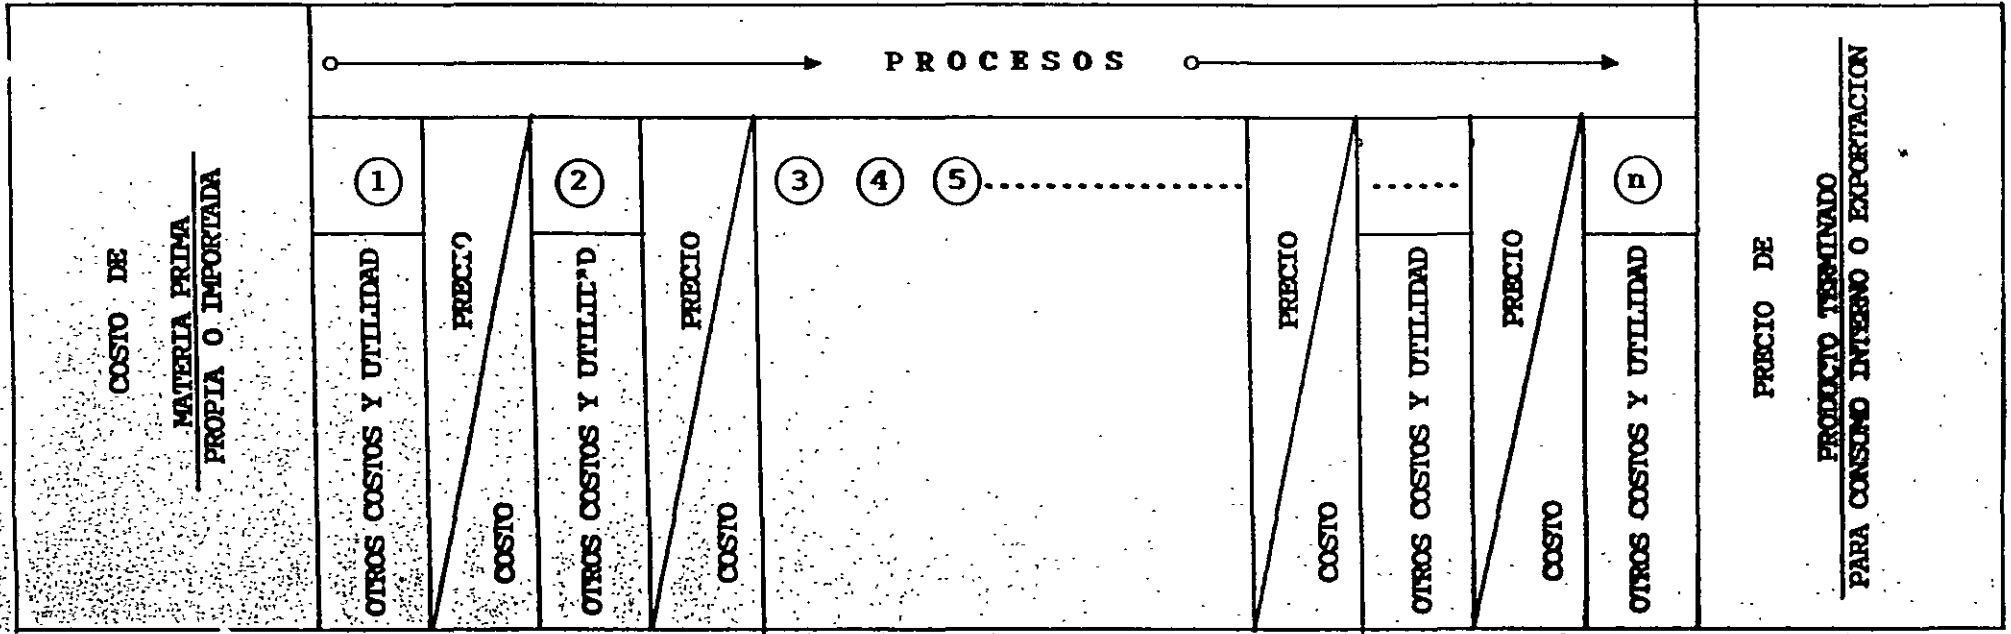 COSTO DE
MATERIA PRIMA
PROPIA O IMPORTADA
PROCESOS
1
OTROS COSTOS Y UTILIDAD
PRECIO
COSTO
2
OTROS COSTOS Y UTILIDAD
PRECIO
COSTO
3 4 5 ..........................
PRECIO
COSTO
.......
OTROS COSTOS Y UTILIDAD
PRECIO
COSTO
n
OTROS COSTOS Y UTILIDAD
PRECIO DE
PRODUCTO TERMINADO
PARA CONSUMO INTERNO O EXPORTACION